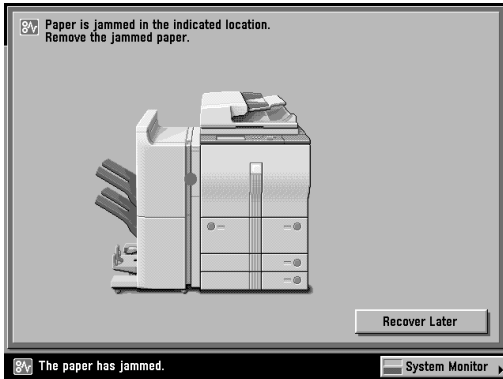 Paper is jammed in the indicated location.
Remove the jammed paper.
Recover Later
The paper has jammed.
System Monitor